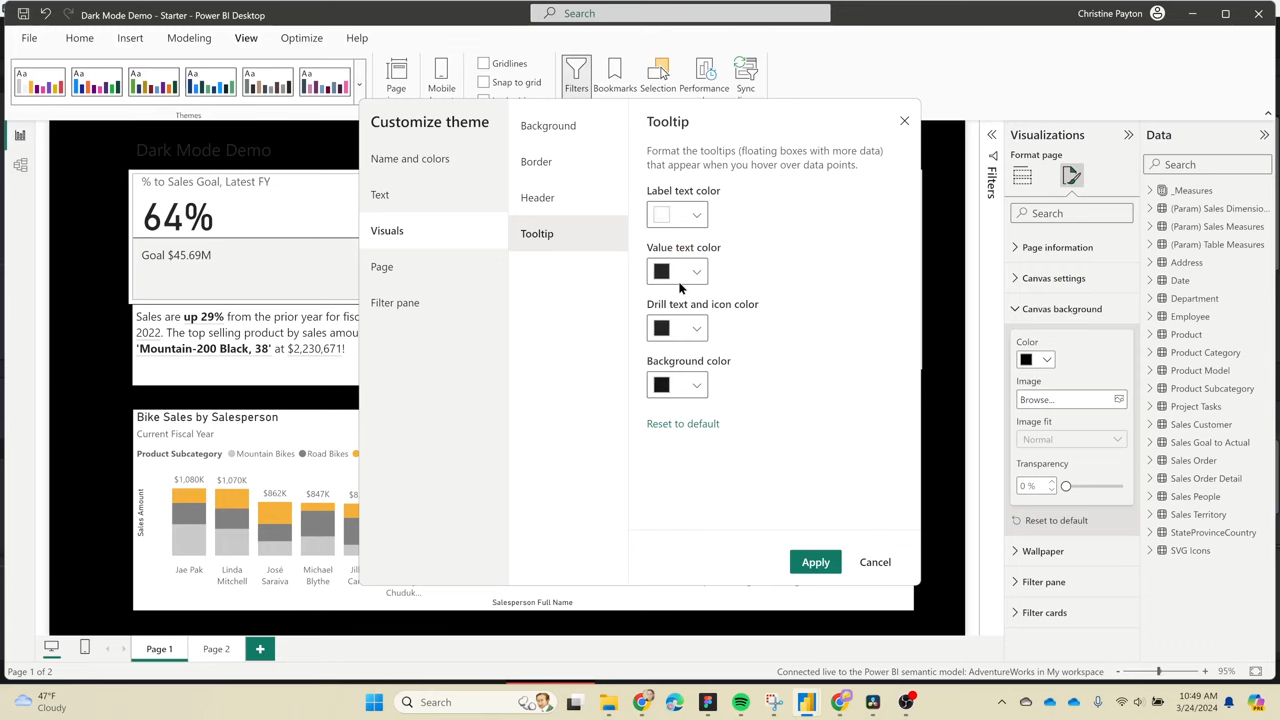 Dark Mode Demo - Starter - Power BI Desktop
Search
Christine Payton
File Home Insert Modeling View Optimize Help
Aa Aa Aa Aa Aa Aa
Themes
Page
Mobile
Gridlines
Snap to grid
Filters
Bookmarks
Selection
Performance
Sync
Dark Mode Demo
% to Sales Goal, Latest FY
64%
Goal $45.69M
Sales are up 29% from the prior year for fisc
2022. The top selling product by sales amou
'Mountain-200 Black, 38' at $2,230,671!
Bike Sales by Salesperson
Current Fiscal Year
Product Subcategory Mountain Bikes Road Bikes
Sales Amount
$1,080K $1,070K $862K $847K
Jae Pak
Linda
Mitchell
José
Saraiva
Michael
Blythe
Chuduk...
Salesperson Full Name
Customize theme
Name and colors
Text
Visuals
Page
Filter pane
Background
Border
Header
Tooltip
Tooltip
Format the tooltips (floating boxes with more data)
that appear when you hover over data points.
Label text color
Value text color
Drill text and icon color
Background color
Reset to default
Apply Cancel
Filters
Visualizations
Format page
Search
Page information
Canvas settings
Canvas background
Color
Image
Browse...
Image fit
Normal
Transparency
0 %
Reset to default
Wallpaper
Filter pane
Filter cards
Data
Search
_Measures
(Param) Sales Dimensio...
(Param) Sales Measures
(Param) Table Measures
Address
Date
Department
Employee
Product
Product Category
Product Model
Product Subcategory
Project Tasks
Sales Customer
Sales Goal to Actual
Sales Order
Sales Order Detail
Sales People
Sales Territory
StateProvinceCountry
SVG Icons
Page 1 Page 2
Page 1 of 2
Connected live to the Power BI semantic model: AdventureWorks in My workspace
- + 95%
47°F
Cloudy
Search
10:49 AM
3/24/2024